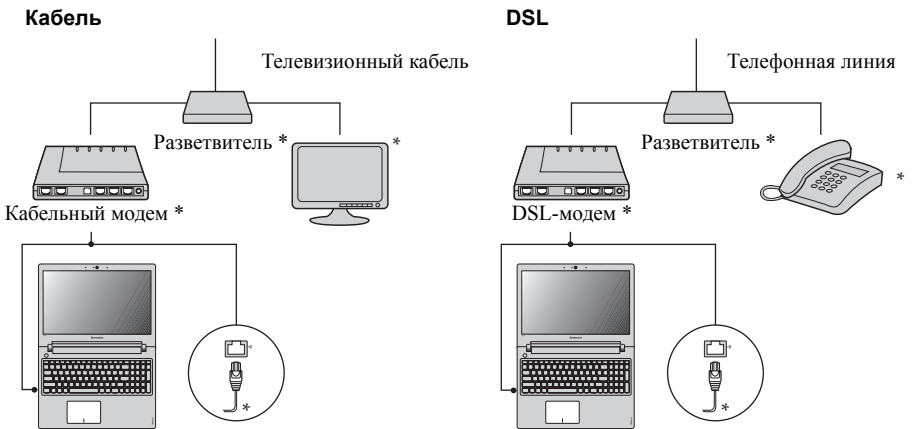 Кабель
Телевизионный кабель
Разветвитель *
*
Кабельный модем *
*
DSL
Телефонная линия
Разветвитель *
*
DSL-модем *
*